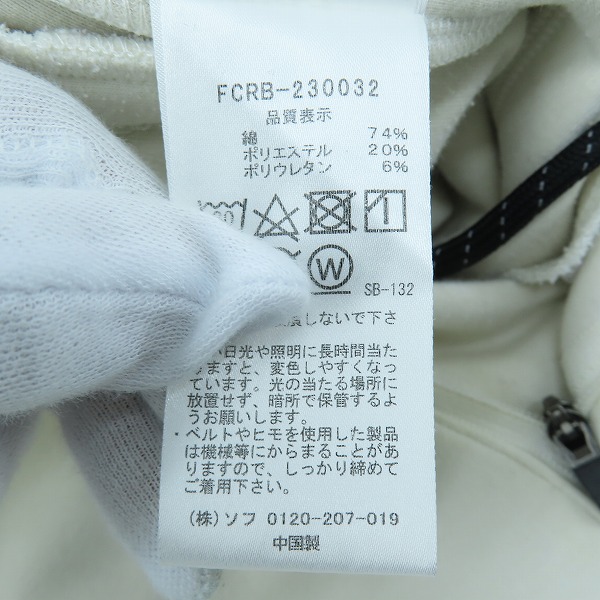 FCRB-230032
品質表示
綿 74%
ポリエステル 20%
ポリウレタン 6%
W
SB-132
しないで下さ
い日光や照明に長時間当た
りますと、変色しやすくなっ
ています。光の当たる場所に
放置せず、暗所で保管するよ
うお願いします。
・ベルトやヒモを使用した製品
は機械等にからまることがあ
りますので、しっかり締めて
ご着用下さい。
(株)ソフ 0120-207-019
中国製